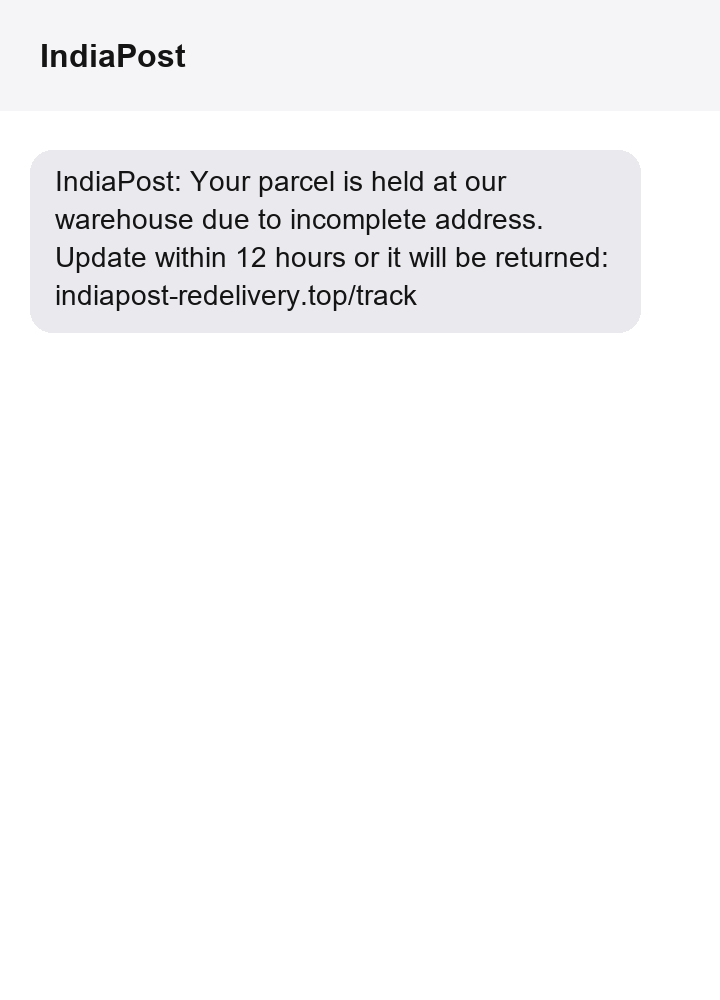 IndiaPost
IndiaPost: Your parcel is held at our
warehouse due to incomplete address.
Update within 12 hours or it will be returned:
indiapost-redelivery.top/track